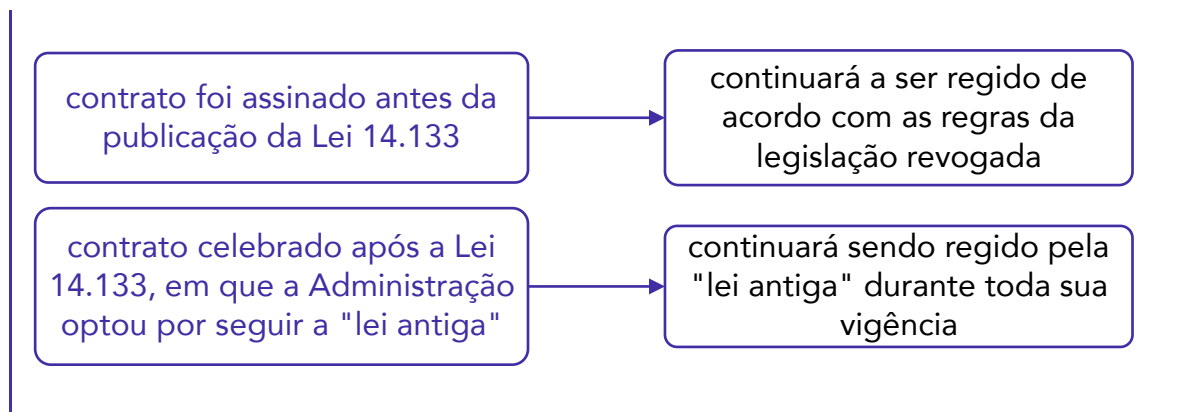 contrato foi assinado antes da
publicação da Lei 14.133
continuará a ser regido de
acordo com as regras da
legislação revogada
contrato celebrado após a Lei
14.133, em que a Administração
optou por seguir a "lei antiga"
continuará sendo regido pela
"lei antiga" durante toda sua
vigência